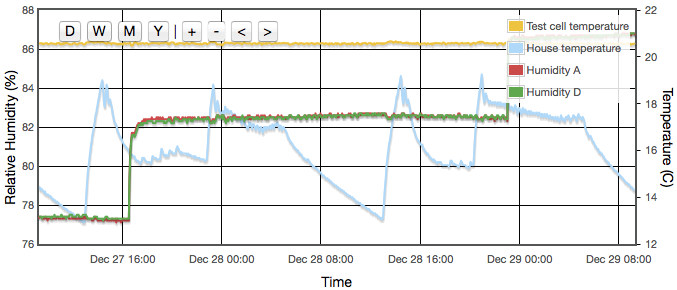 88
86
84
82
80
78
76
Relative Humidity (%)
D W M Y | + - < >
Test cell temperature
House temperature
Humidity A
Humidity D
22
20
18
16
14
12
Temperature (C)
Dec 27 16:00 Dec 28 00:00 Dec 28 08:00 Dec 28 16:00 Dec 29 00:00 Dec 29 08:00
Time